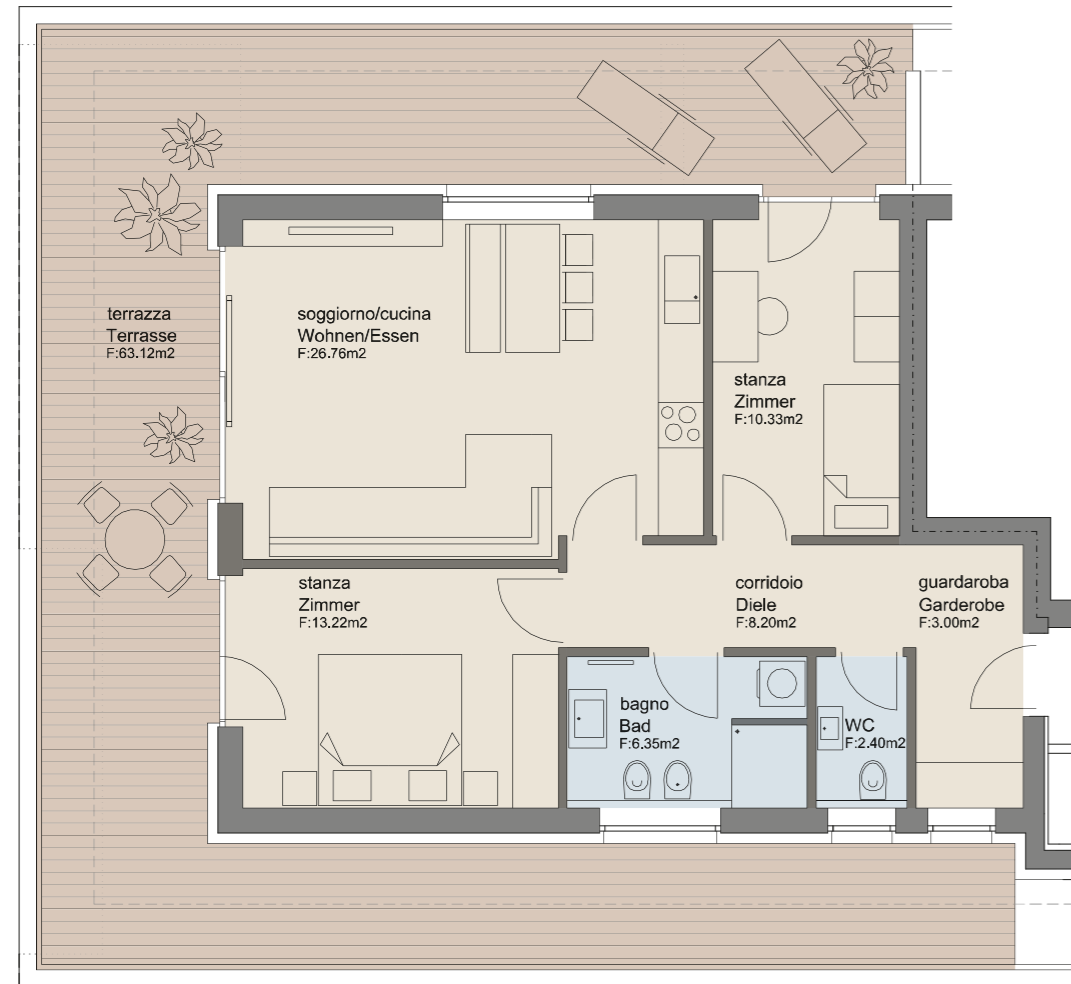 terrazza
Terrasse
F:63.12m2
soggiorno/cucina
Wohnen/Essen
F:26.76m2
stanza
Zimmer
F:10.33m2
stanza
Zimmer
F:13.22m2
corridoio
Diele
F:8.20m2
guardaroba
Garderobe
F:3.00m2
bagno
Bad
F:6.35m2
WC
F:2.40m2